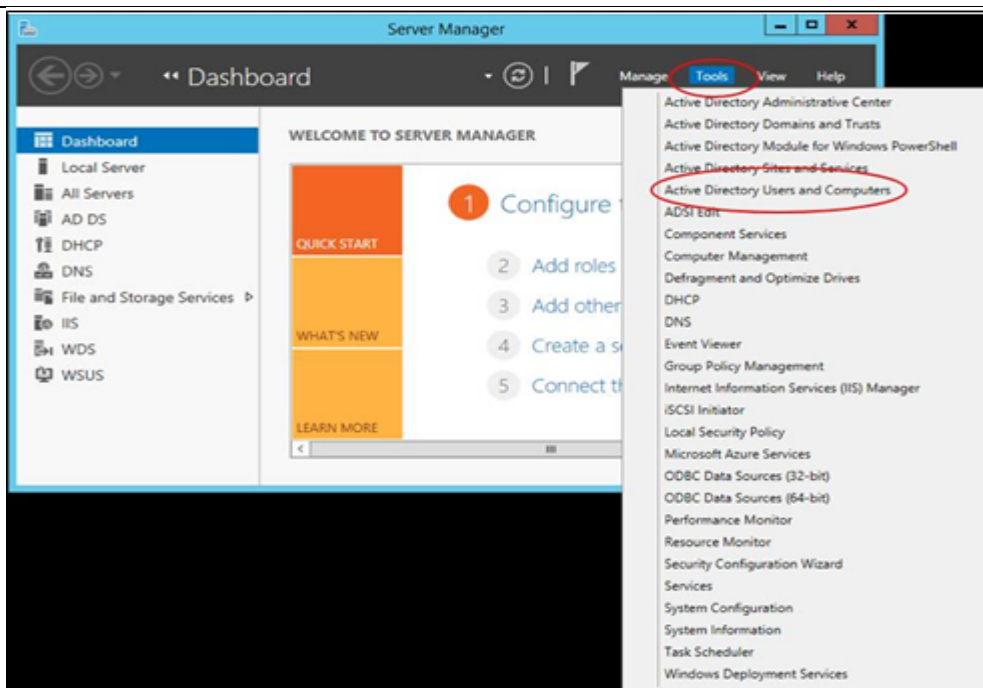 Server Manager
Dashboard
Manage Tools View Help
Dashboard
Local Server
All Servers
AD DS
DHCP
DNS
File and Storage Services
IIS
WDS
WSUS
WELCOME TO SERVER MANAGER
QUICK START
WHAT'S NEW
LEARN MORE
1 Configure
2 Add roles
3 Add other
4 Create a
5 Connect
Active Directory Administrative Center
Active Directory Domains and Trusts
Active Directory Module for Windows PowerShell
Active Directory Sites and Services
Active Directory Users and Computers
ADSI Edit
Component Services
Computer Management
Defragment and Optimize Drives
DHCP
DNS
Event Viewer
Group Policy Management
Internet Information Services (IIS) Manager
iSCSI Initiator
Local Security Policy
Microsoft Azure Services
ODBC Data Sources (32-bit)
ODBC Data Sources (64-bit)
Performance Monitor
Resource Monitor
Security Configuration Wizard
Services
System Configuration
System Information
Task Scheduler
Windows Deployment Services